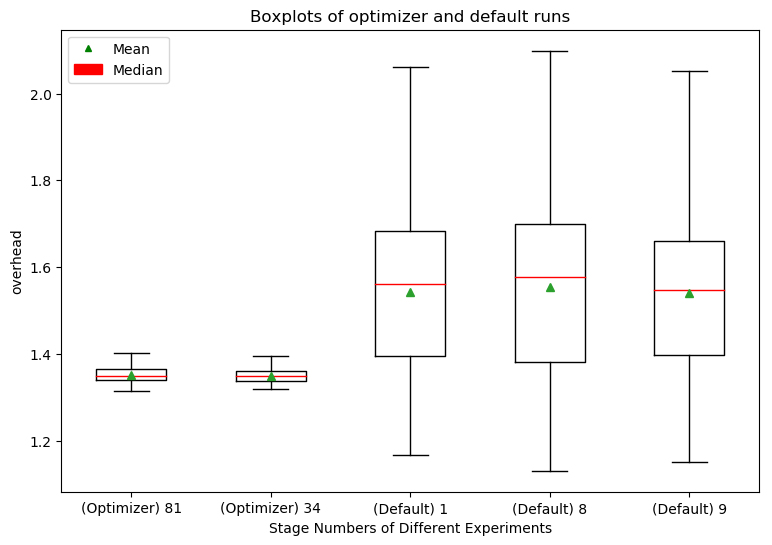 Boxplots of optimizer and default runs
Mean
Median
2.0
1.8
1.6
1.4
1.2
overhead
(Optimizer) 81
(Optimizer) 34
(Default) 1
(Default) 8
(Default) 9
Stage Numbers of Different Experiments